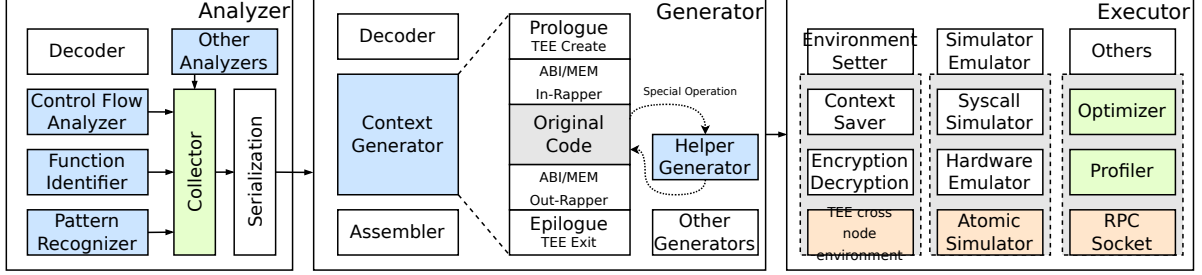 Analyzer
Decoder
Other
Analyzers
Control Flow
Analyzer
Function
Identifier
Pattern
Recognizer
Collector
Serialization
Generator
Decoder
Context
Generator
Assembler
Prologue
TEE Create
ABI/MEM
In-Rapper
Original
Code
ABI/MEM
Out-Rapper
Epilogue
TEE Exit
Special Operation
Helper
Generator
Other
Generators
Executor
Environment
Setter
Context
Saver
Encryption
Decryption
TEE cross
node
environment
Simulator
Emulator
Syscall
Simulator
Hardware
Emulator
Atomic
Simulator
Others
Optimizer
Profiler
RPC
Socket